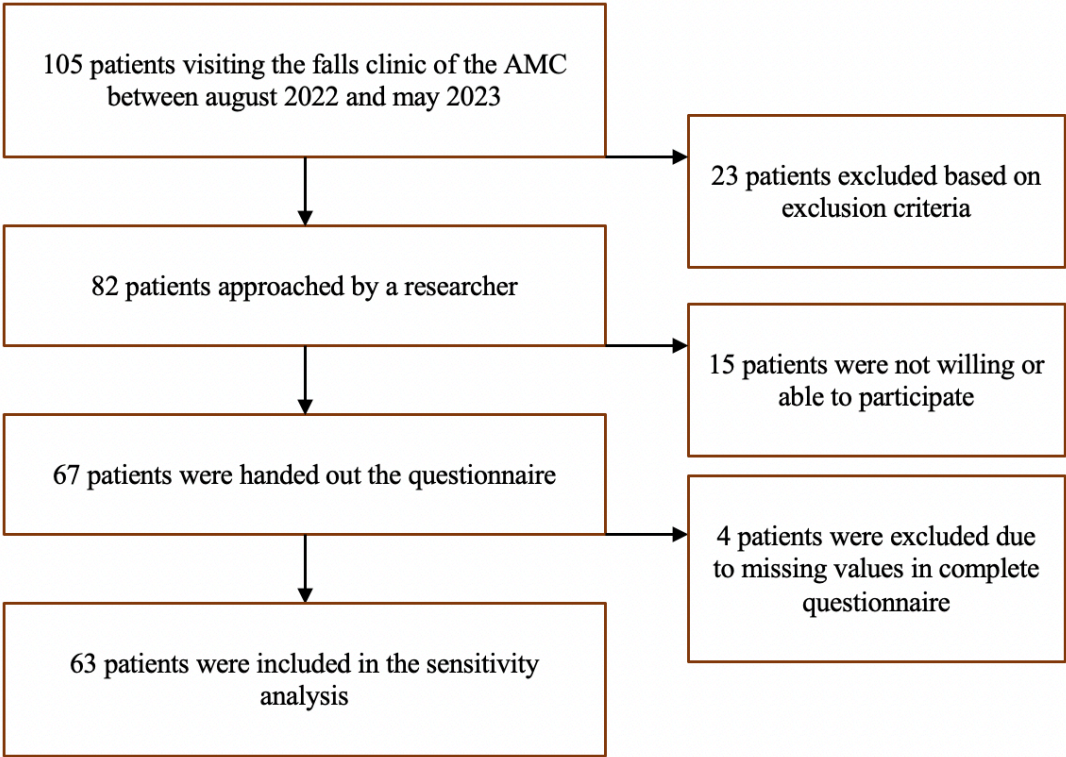 105 patients visiting the falls clinic of the AMC
between august 2022 and may 2023
23 patients excluded based on
exclusion criteria
82 patients approached by a researcher
15 patients were not willing or
able to participate
67 patients were handed out the questionnaire
4 patients were excluded due
to missing values in complete
questionnaire
63 patients were included in the sensitivity
analysis